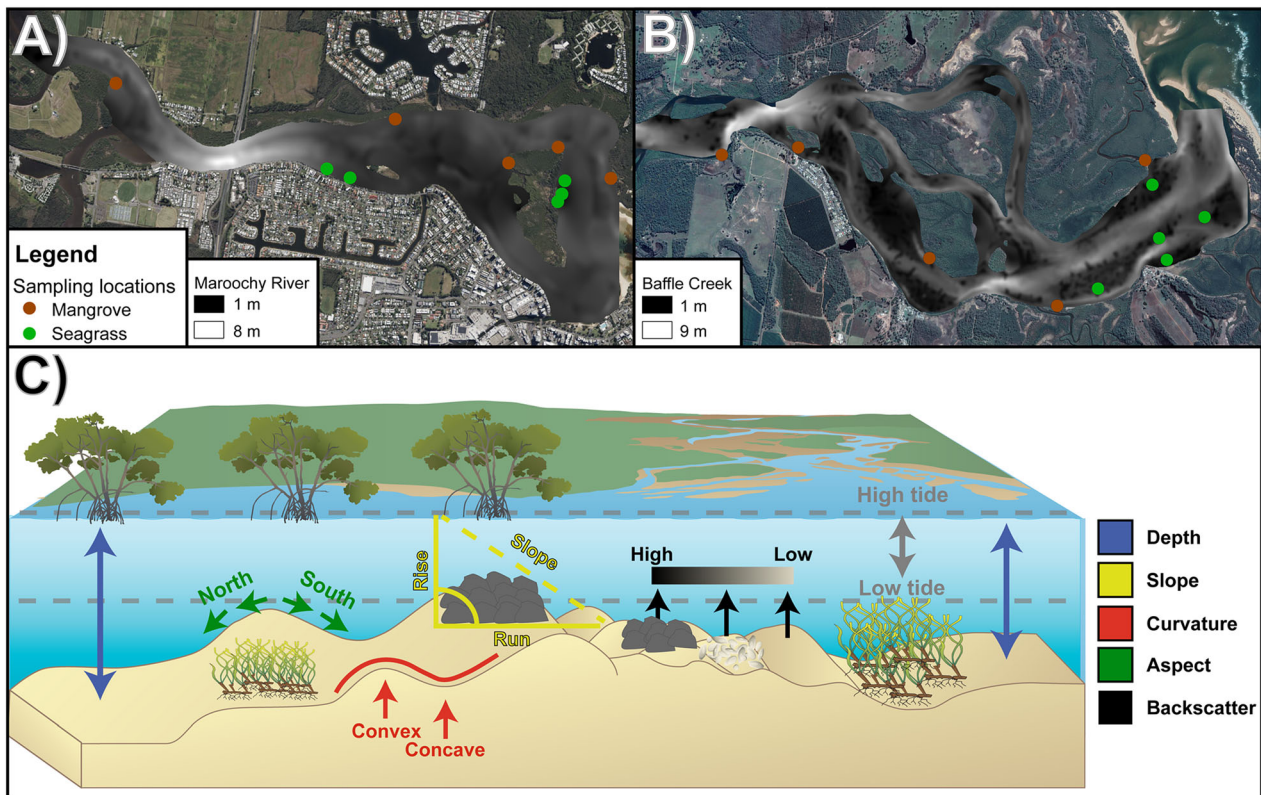 A)
Legend
Sampling locations
Mangrove
Seagrass
Maroochy River
1 m
8 m
B)
Baffle Creek
1 m
9 m
C)
High tide
Low tide
North
South
Rise
Slope
Run
High
Low
Convex
Concave
Depth
Slope
Curvature
Aspect
Backscatter